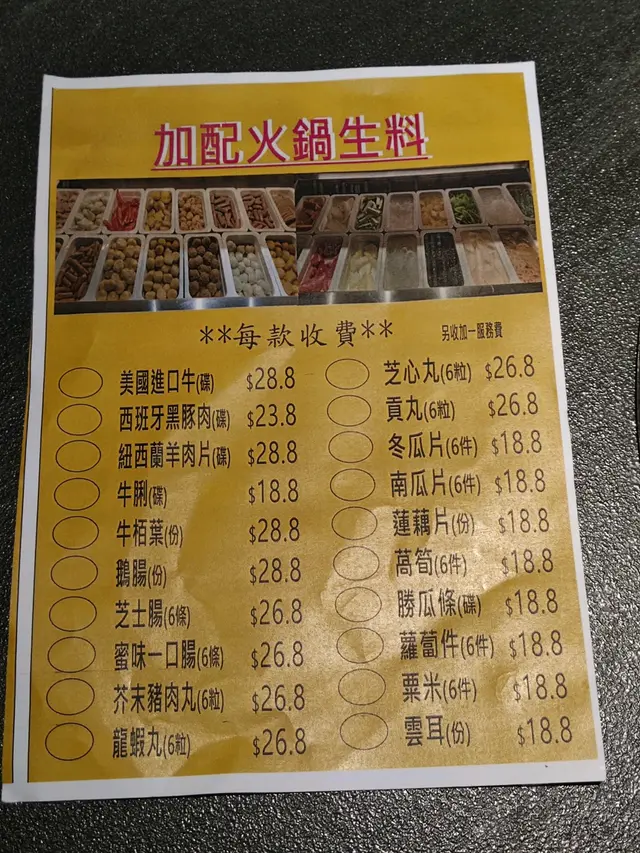 加配火鍋生料
**每款收費** 另收加一服務費
美國進口牛(碟) $28.8
西班牙黑豚肉(碟) $23.8
紐西蘭羊肉片(碟) $28.8
牛脷(碟) $18.8
牛栢葉(份) $28.8
鵝腸(份) $28.8
芝士腸(6條) $26.8
蜜味一口腸(6條) $26.8
芥末豬肉丸(6粒) $26.8
龍蝦丸(6粒) $26.8
芝心丸(6粒) $26.8
貢丸(6粒) $26.8
冬瓜片(6件) $18.8
南瓜片(6件) $18.8
蓮藕片(份) $18.8
萵筍(6件) $18.8
勝瓜條(碟) $18.8
蘿蔔件(6件) $18.8
粟米(6件) $18.8
雲耳(份) $18.8